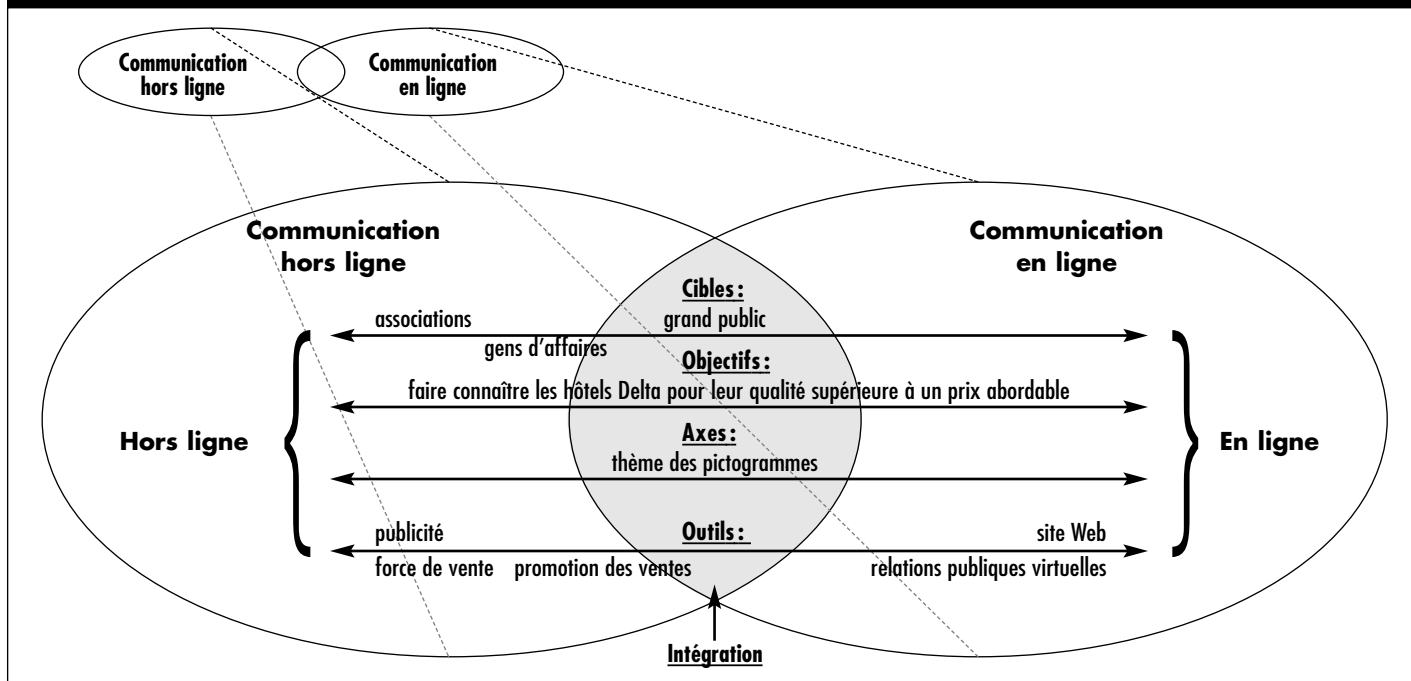 Communication
hors ligne
Communication
en ligne
Communication
hors ligne
Communication
en ligne
Cibles :
associations
grand public
gens d'affaires
Objectifs :
faire connaître les hôtels Delta pour leur qualité supérieure à un prix abordable
Hors ligne
Axes :
En ligne
thème des pictogrammes
publicité
Outils :
site Web
force de vente
promotion des ventes
relations publiques virtuelles
Intégration